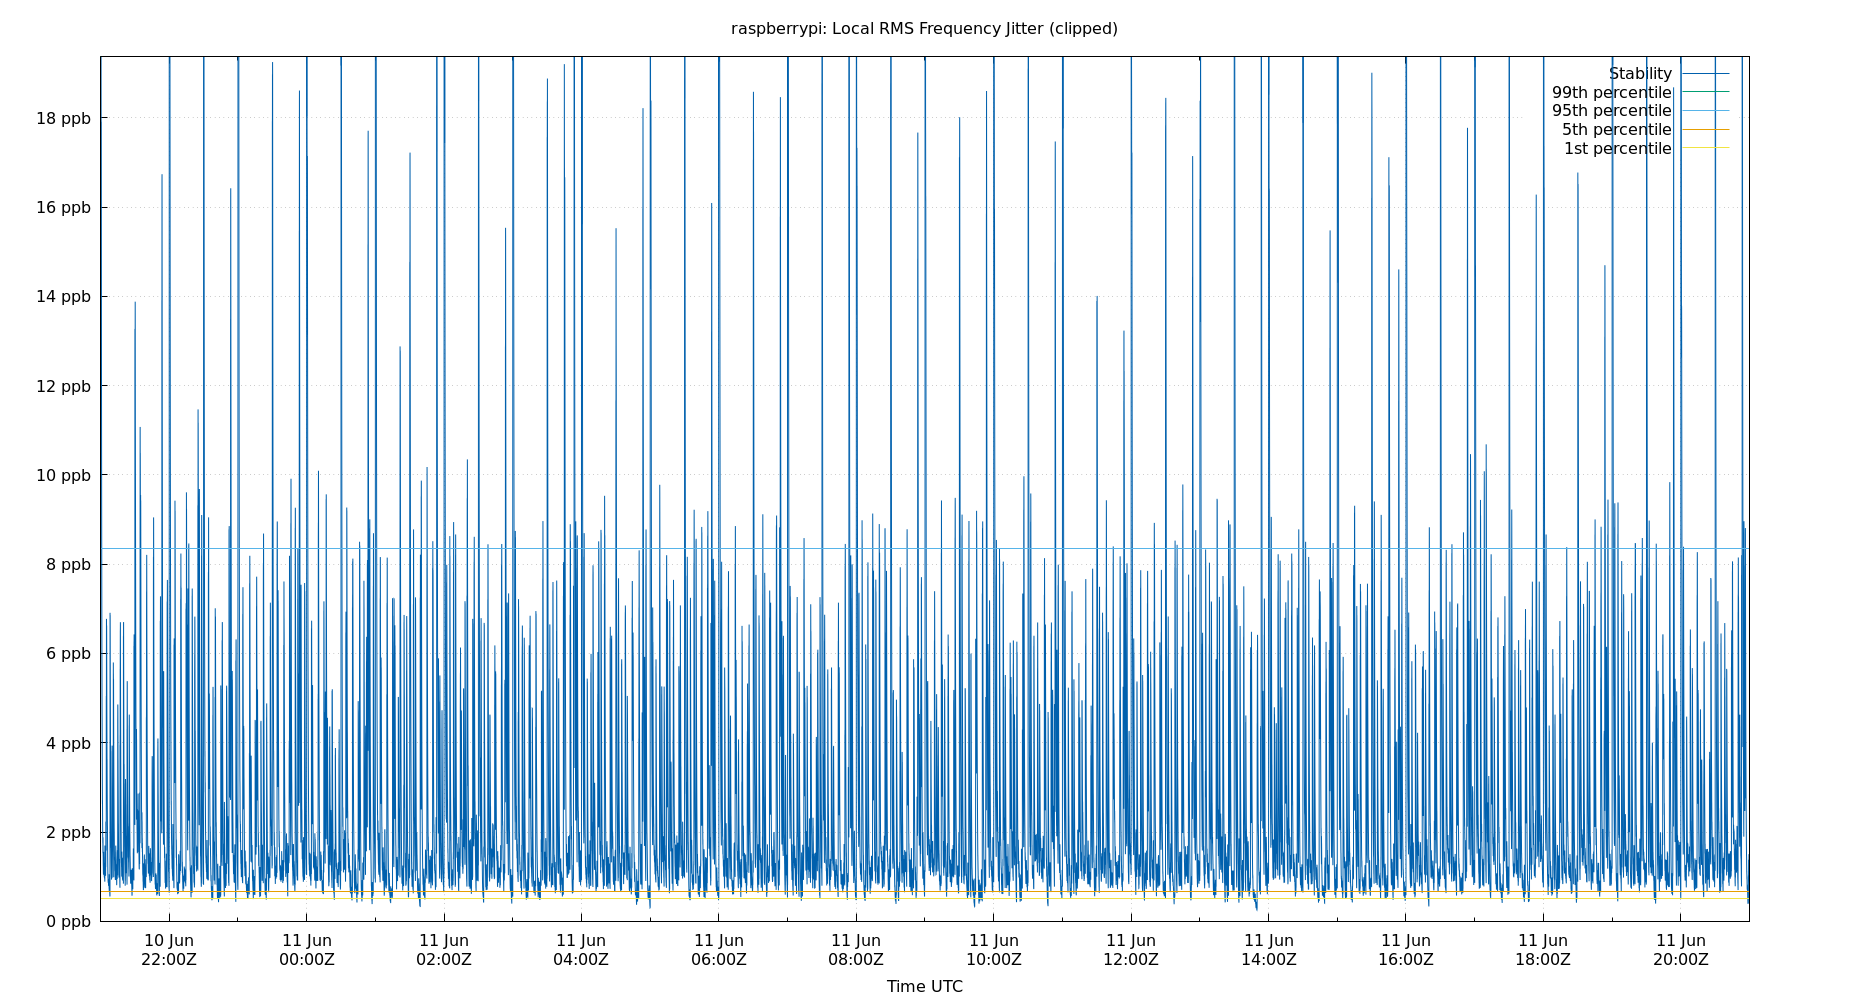 raspberrypi: Local RMS Frequency Jitter (clipped)
Stability
99th percentile
95th percentile
5th percentile
1st percentile
18 ppb
16 ppb
14 ppb
12 ppb
10 ppb
8 ppb
6 ppb
4 ppb
2 ppb
0 ppb
10 Jun 11 Jun 11 Jun 11 Jun 11 Jun 11 Jun 11 Jun 11 Jun 11 Jun 11 Jun 11 Jun 11 Jun
22:00Z 00:00Z 02:00Z 04:00Z 06:00Z 08:00Z 10:00Z 12:00Z 14:00Z 16:00Z 18:00Z 20:00Z
Time UTC